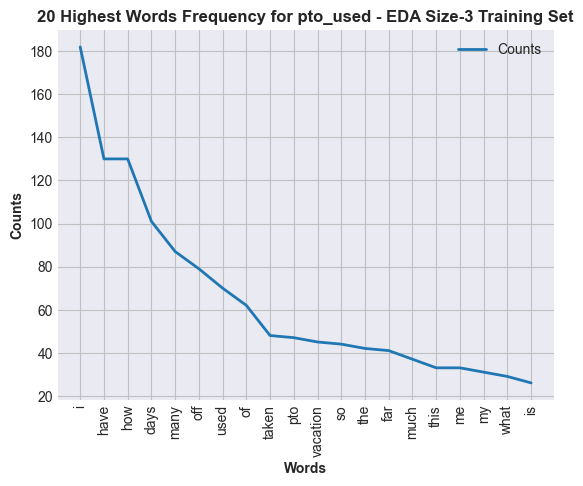 20 Highest Words Frequency for pto_used - EDA Size-3 Training Set
Counts
Counts
180
160
140
120
100
80
60
40
20
i
have
how
days
many
off
used
of
taken
pto
vacation
so
the
far
much
this
me
my
what
is
Words